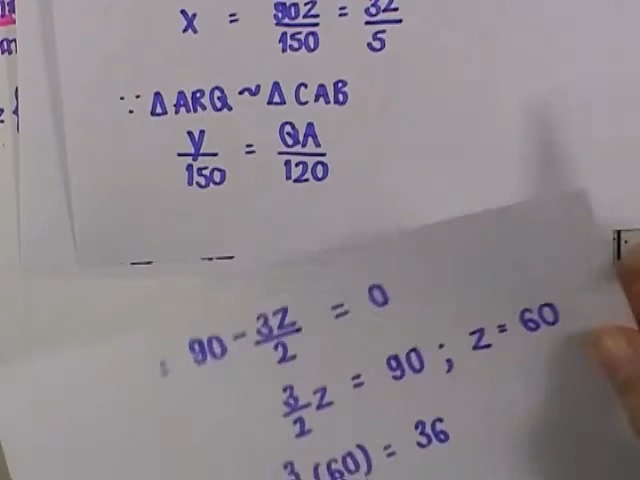 x = 90Z/150 = 3Z/5
∵ ΔARQ ~ ΔCAB
y/150 = QA/120
90 - 3Z/2 = 0
3/2 z = 90 ; z = 60
3 (60) = 36